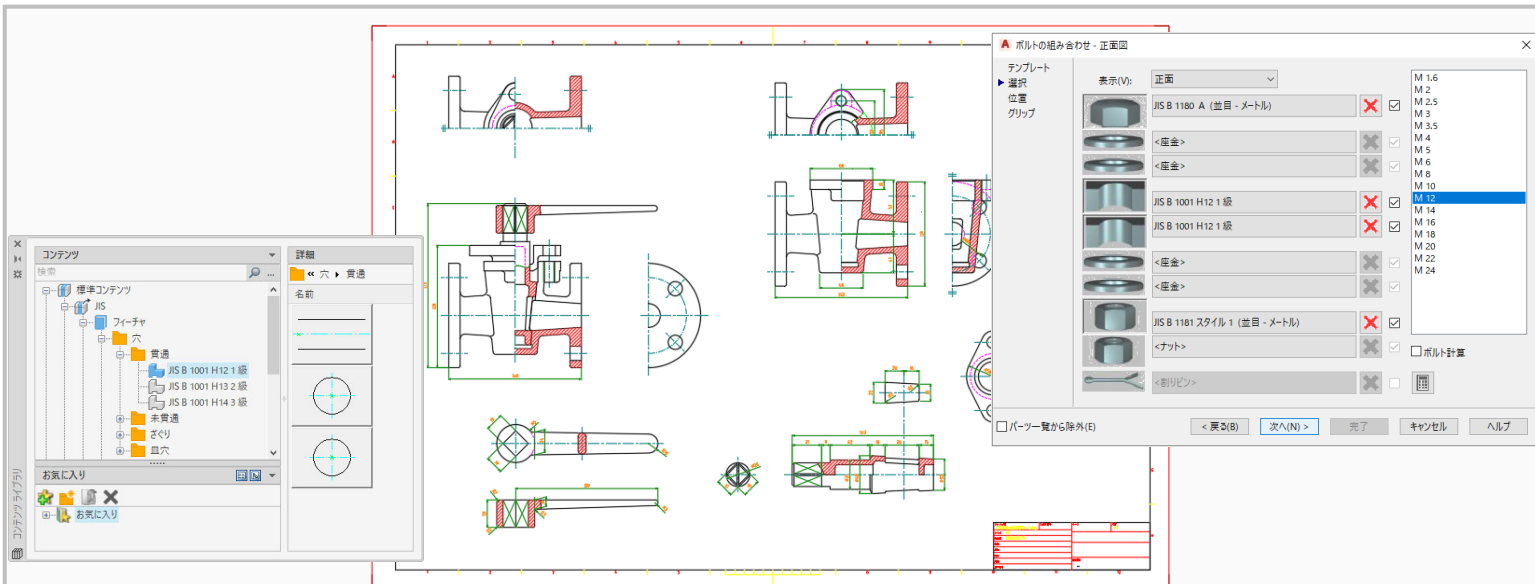 コンテンツ
検索
...
標準コンテンツ
JIS
フィーチャ
穴
貫通
JIS B 1001 H12 1 級
JIS B 1001 H13 2 級
JIS B 1001 H14 3 級
未貫通
ざぐり
皿穴
お気に入り
お気に入り
コンテンツ ライブラリ
詳細
« 穴 ▸ 貫通
名前
A ボルトの組み合わせ - 正面図
テンプレート
選択
位置
グリップ
表示(V):
正面
JIS B 1180 A (並目 - メートル)
<座金>
<座金>
JIS B 1001 H12 1 級
JIS B 1001 H12 1 級
<座金>
<座金>
JIS B 1181 スタイル 1 (並目 - メートル)
<ナット>
<割りピン>
M 1.6
M 2
M 2.5
M 3
M 3.5
M 4
M 5
M 6
M 8
M 10
M 12
M 14
M 16
M 18
M 20
M 22
M 24
ボルト計算
パーツ一覧から除外(E)
< 戻る(B)
次へ(N) >
完了
キャンセル
ヘルプ